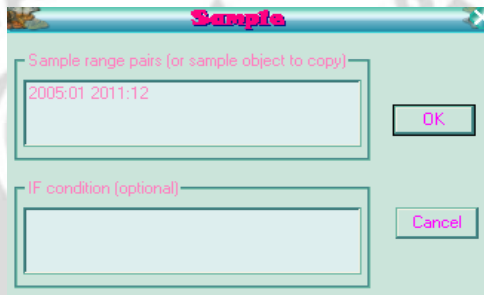 Sample
Sample range pairs (or sample object to copy)
2005:01 2011:12
OK
IF condition (optional)
Cancel